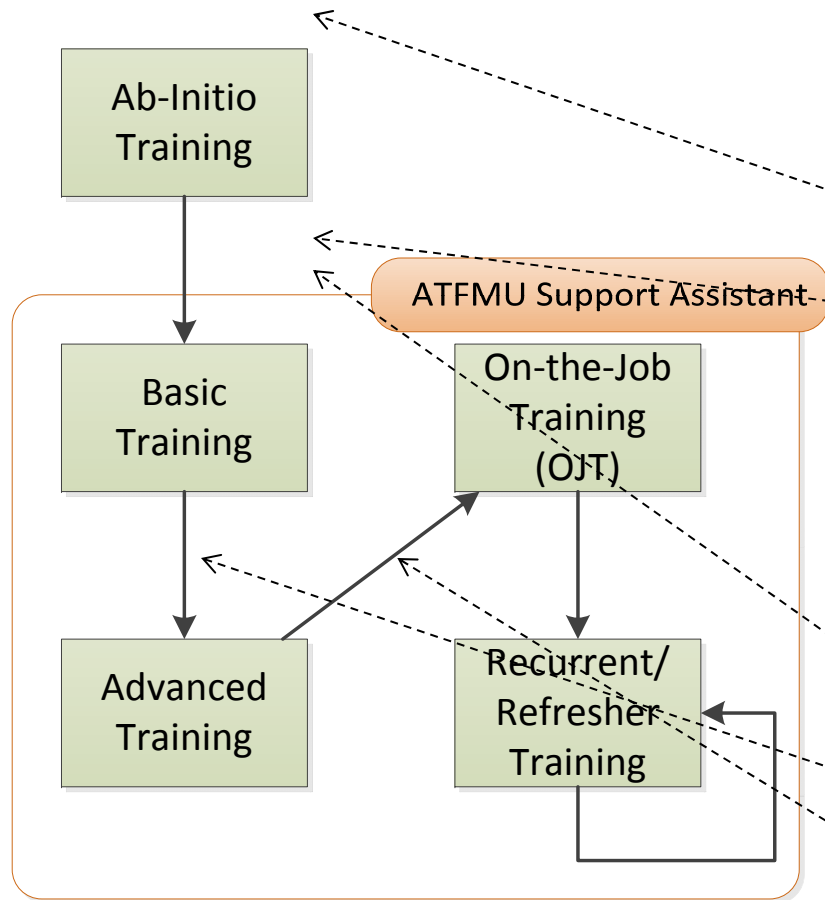 Ab-Initio
Training
ATFMU Support Assistant
Basic
Training
On-the-Job
Training
(OJT)
Advanced
Training
Recurrent/
Refresher
Training